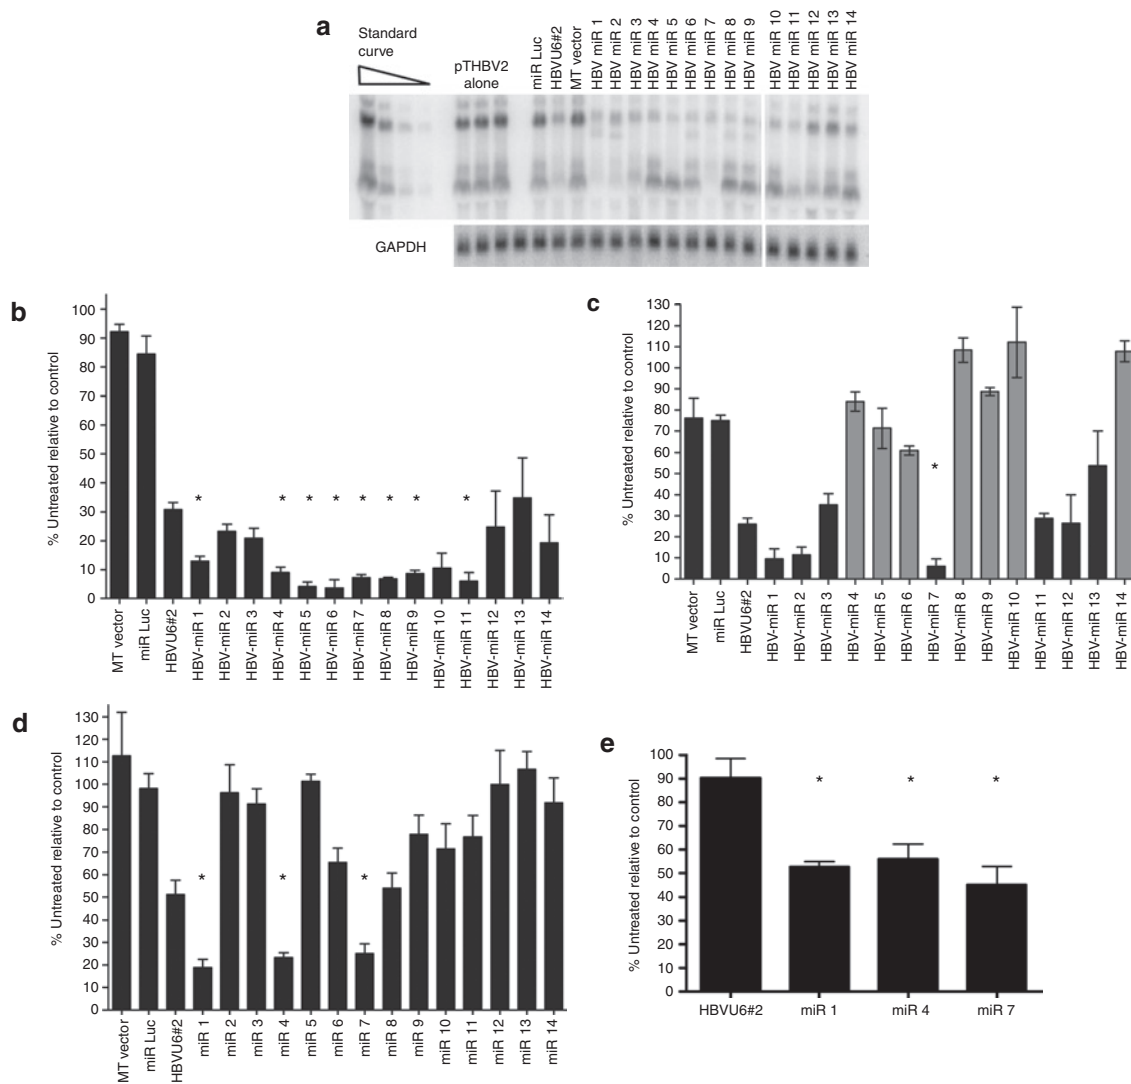 a
Standard
curve
pTHBV2
alone
miR Luc
HBVU6#2
MT vector
HBV miR 1
HBV miR 2
HBV miR 3
HBV miR 4
HBV miR 5
HBV miR 6
HBV miR 7
HBV miR 8
HBV miR 9
HBV miR 10
HBV miR 11
HBV miR 12
HBV miR 13
HBV miR 14
GAPDH
b
% Untreated relative to control
100
90
80
70
60
50
40
30
20
10
0
* * * * * * * *
MT vector
miR Luc
HBVU6#2
HBV-miR 1
HBV-miR 2
HBV-miR 3
HBV-miR 4
HBV-miR 5
HBV-miR 6
HBV-miR 7
HBV-miR 8
HBV-miR 9
HBV-miR 10
HBV-miR 11
HBV-miR 12
HBV-miR 13
HBV-miR 14
c
% Untreated relative to control
130
120
110
100
90
80
70
60
50
40
30
20
10
0
*
MT vector
miR Luc
HBVU6#2
HBV-miR 1
HBV-miR 2
HBV-miR 3
HBV-miR 4
HBV-miR 5
HBV-miR 6
HBV-miR 7
HBV-miR 8
HBV-miR 9
HBV-miR 10
HBV-miR 11
HBV-miR 12
HBV-miR 13
HBV-miR 14
d
% Untreated relative to control
130
120
110
100
90
80
70
60
50
40
30
20
10
0
* * *
MT vector
miR Luc
HBVU6#2
miR 1
miR 2
miR 3
miR 4
miR 5
miR 6
miR 7
miR 8
miR 9
miR 10
miR 11
miR 12
miR 13
miR 14
e
% Untreated relative to control
100
90
80
70
60
50
40
30
20
10
0
* * *
HBVU6#2
miR 1
miR 4
miR 7